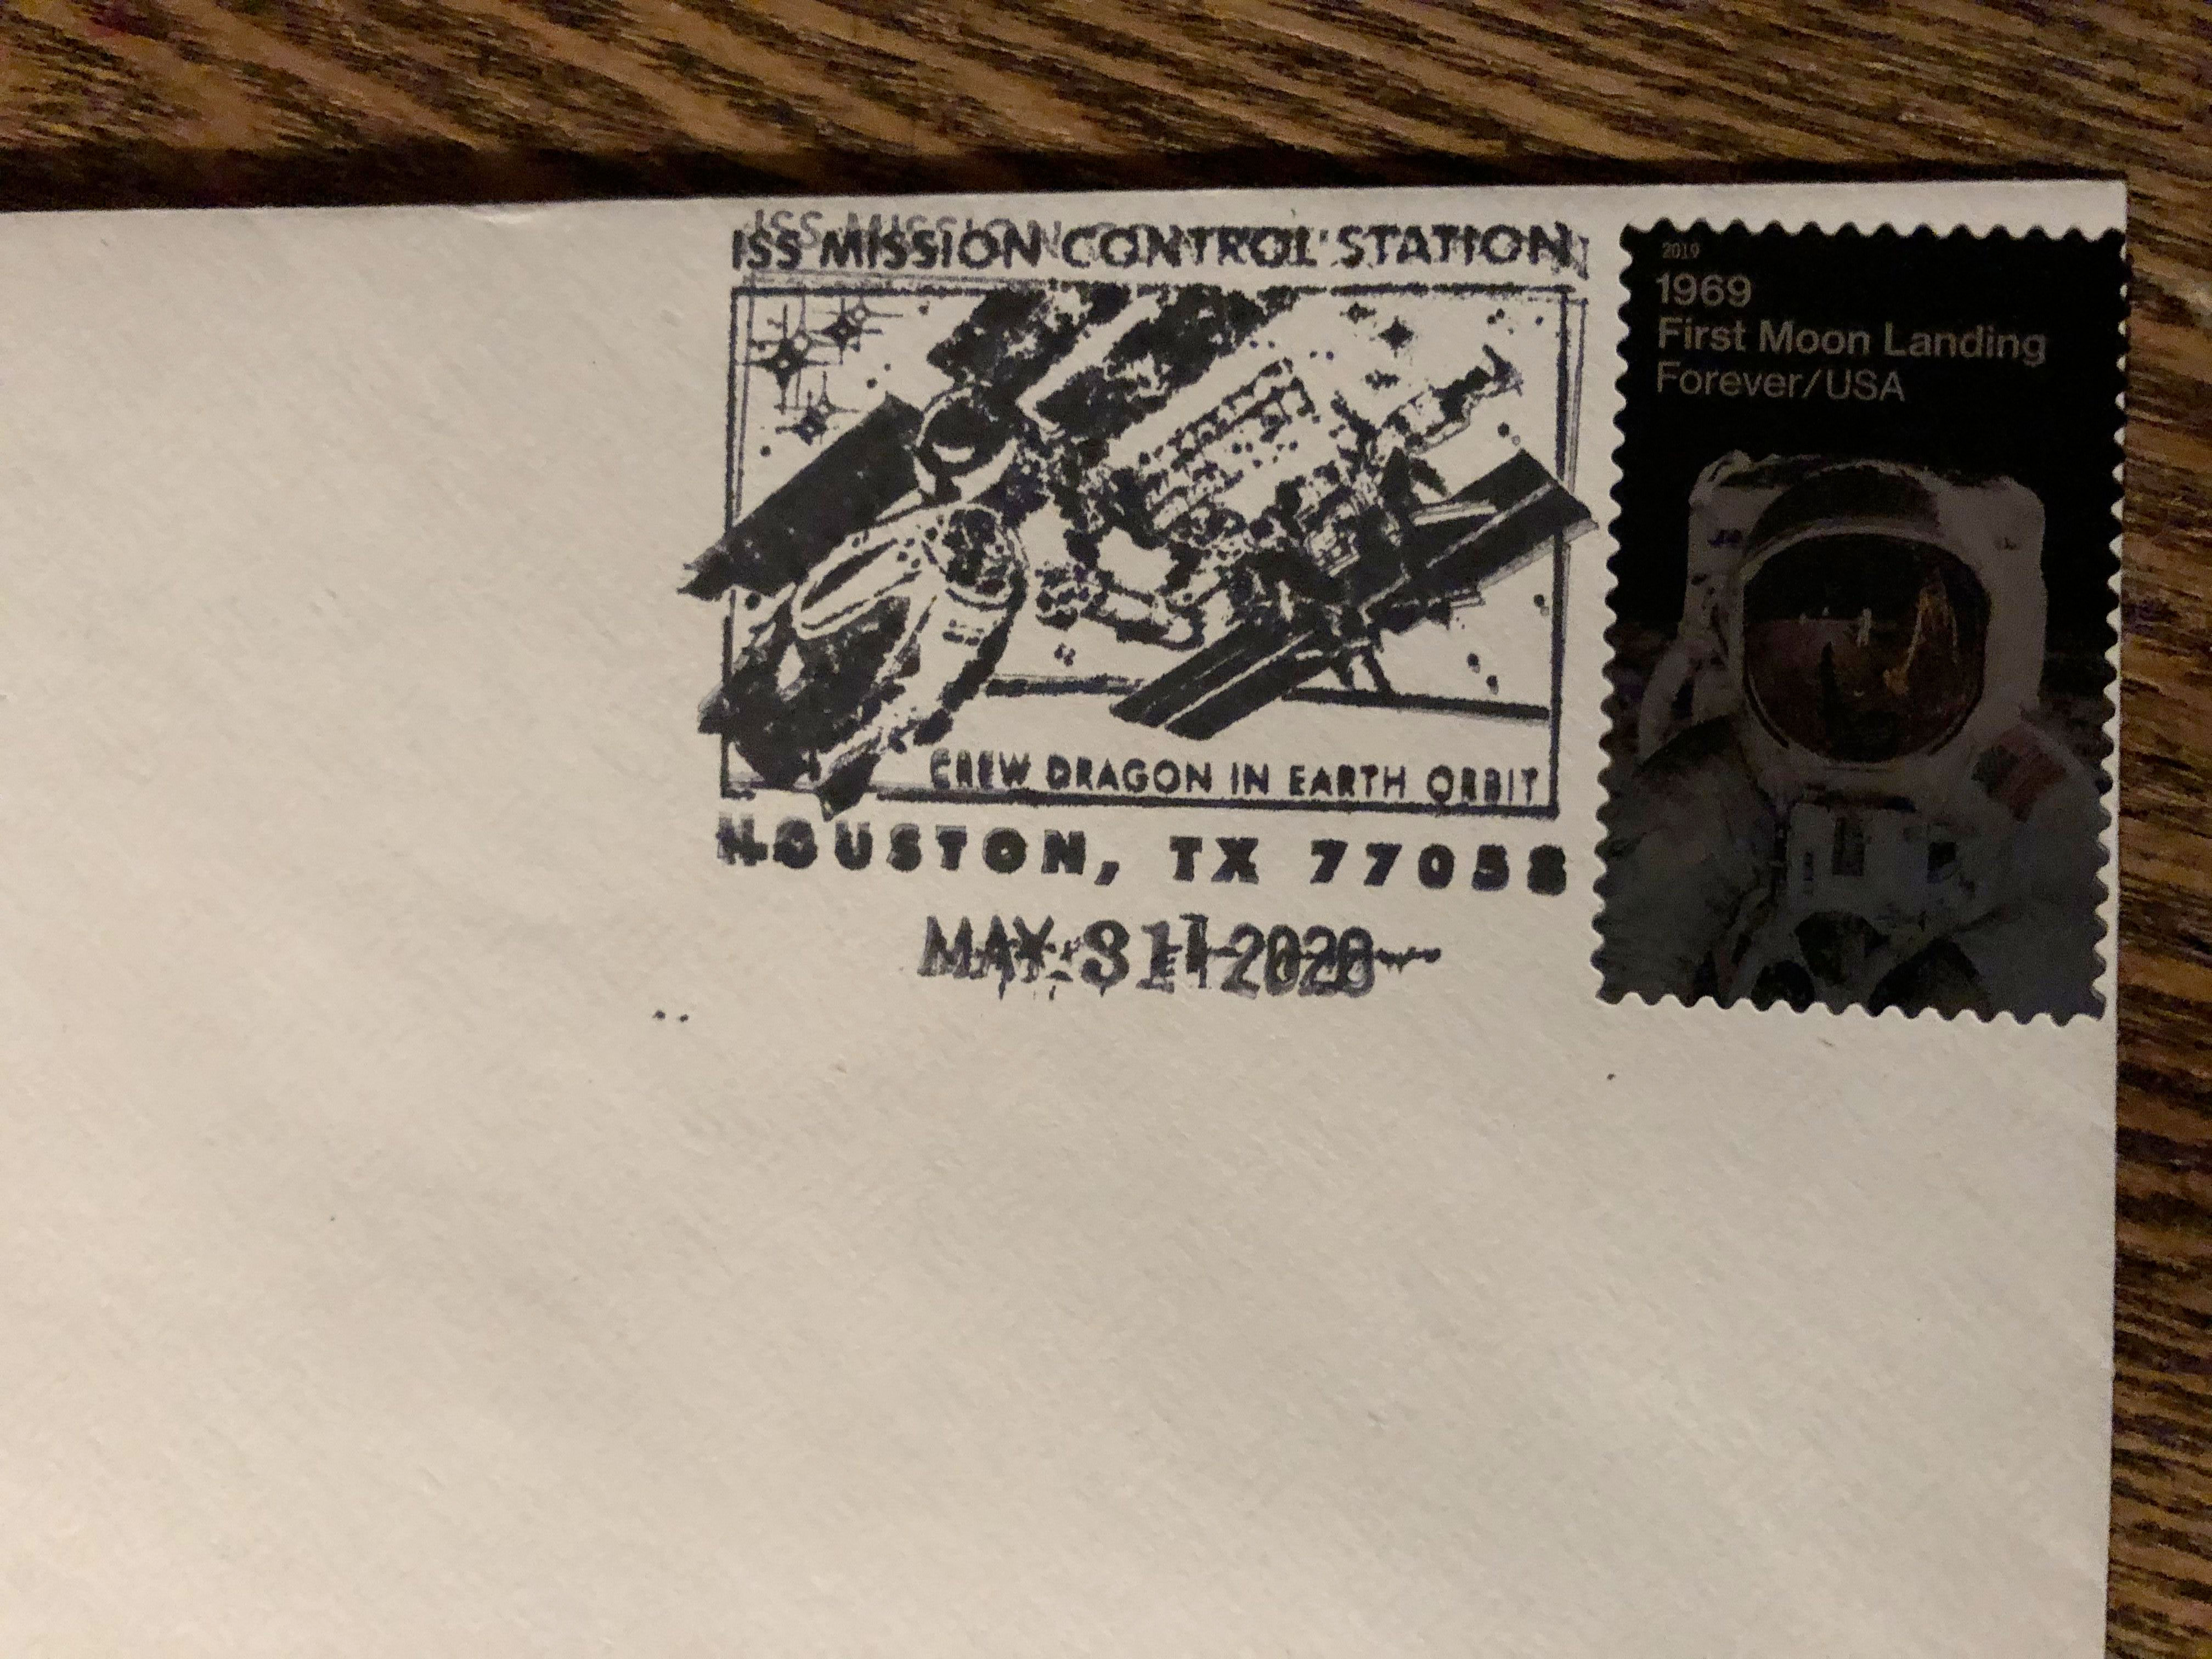 ISS MISSION CONTROL STATION
CREW DRAGON IN EARTH ORBIT
HOUSTON, TX 77058
MAY 31 2020
2019
1969
First Moon Landing
Forever/USA